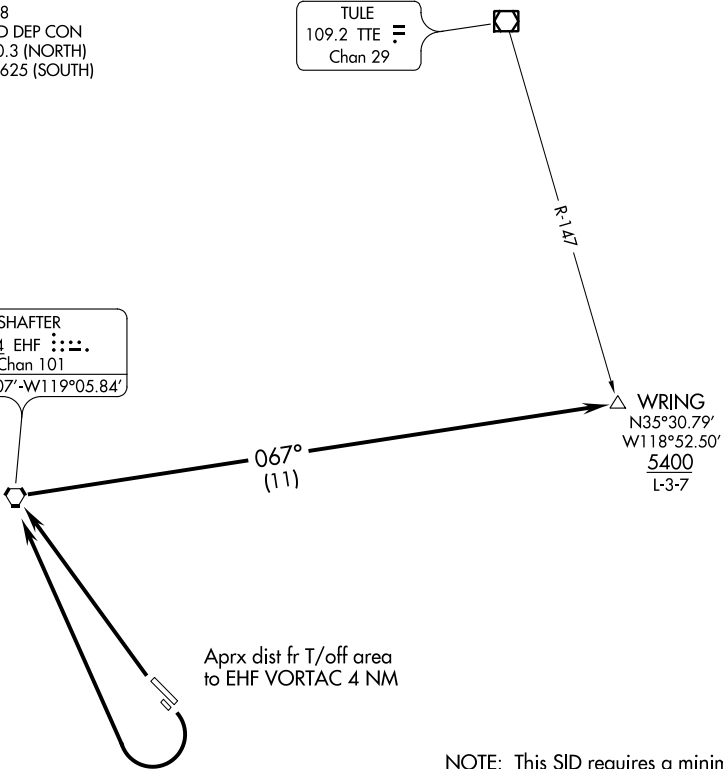 8
D DEP CON
0.3 (NORTH)
625 (SOUTH)
TULE
109.2 TTE
Chan 29
R-147
SHAFTER
4 EHF
Chan 101
07'-W119°05.84'
WRING
N35°30.79'
W118°52.50'
5400
L-3-7
067°
(11)
Aprx dist fr T/off area
to EHF VORTAC 4 NM
NOTE: This SID requires a minin